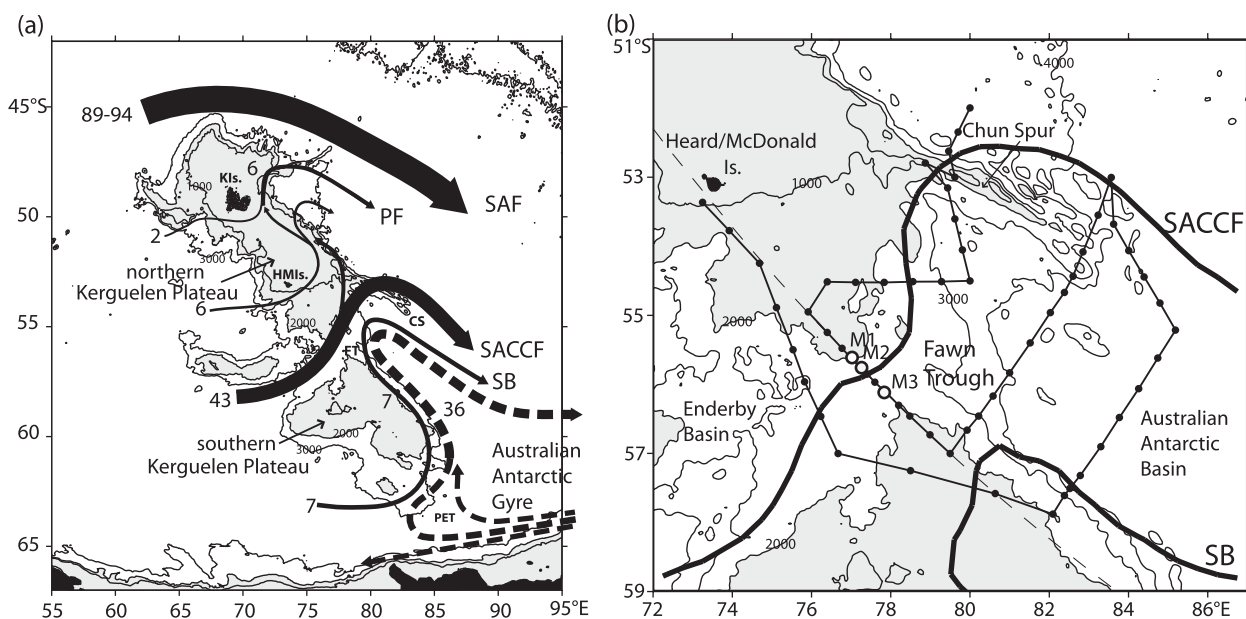 (a)
45°S
50
55
60
65
55
60
65
70
75
80
85
90
95°E
89-94
SAF
6
KIs.
1000
PF
2
3000
northern
Kerguelen Plateau
HMIs.
6
2000
CS
FT
SACCF
SB
43
7
36
southern
Kerguelen Plateau
2000
3000
Australian
Antarctic
Gyre
7
PET
(b)
51°S
53
55
57
59
72
74
76
78
80
82
84
86°E
4000
Chun Spur
Heard/McDonald
Is.
1000
SACCF
3000
2000
M1
M2
Fawn
Trough
M3
Enderby
Basin
Australian
Antarctic
Basin
2000
SB